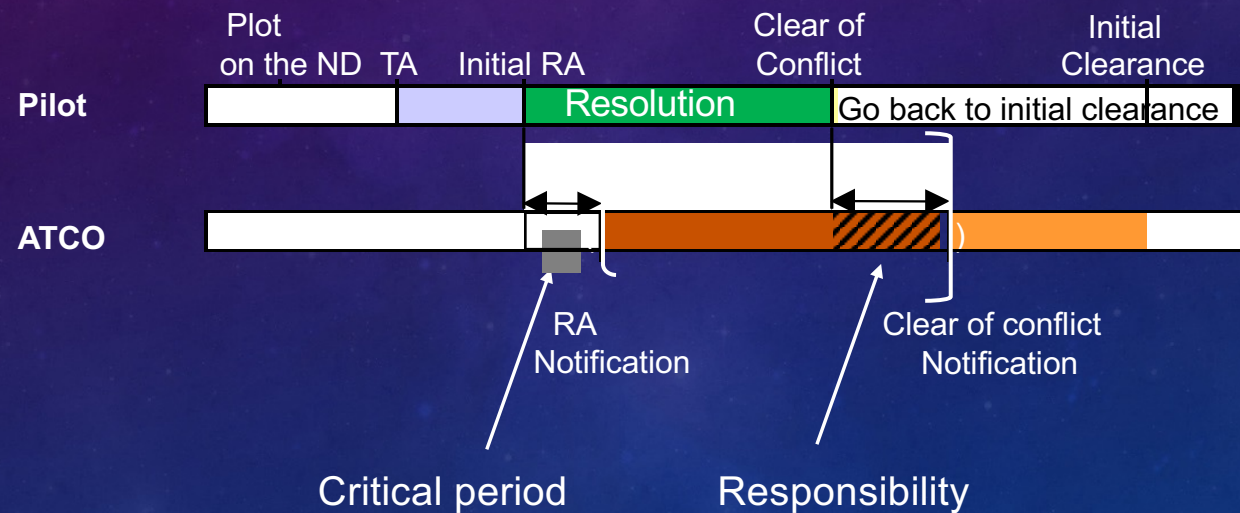 Plot
on the ND
TA
Initial RA
Clear of
Conflict
Initial
Clearance
Pilot
Resolution
Go back to initial clearance
ATCO
)
RA
Notification
Clear of conflict
Notification
Critical period
Responsibility